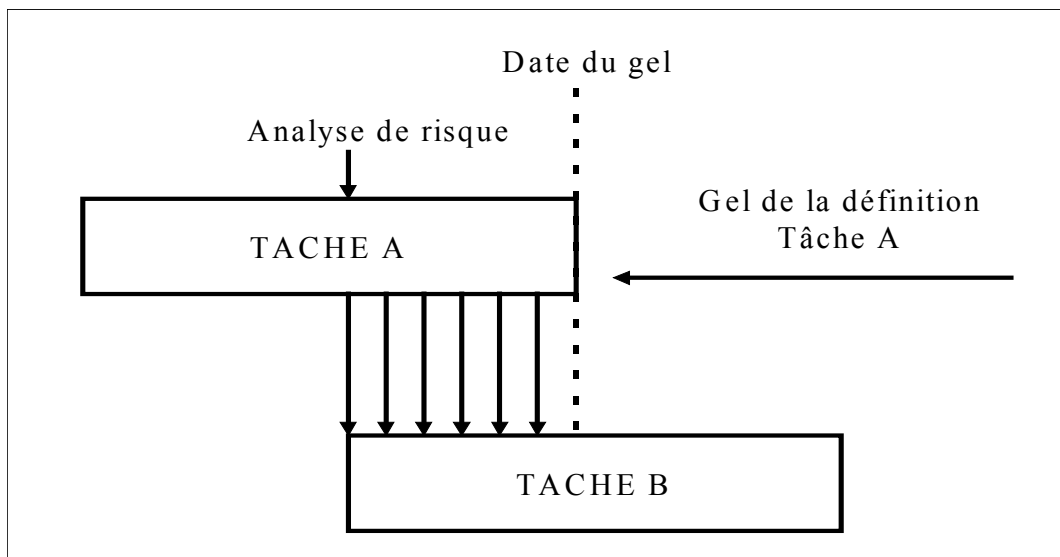 Date du gel
Analyse de risque
Gel de la définition
Tâche A
TACHE A
TACHE B